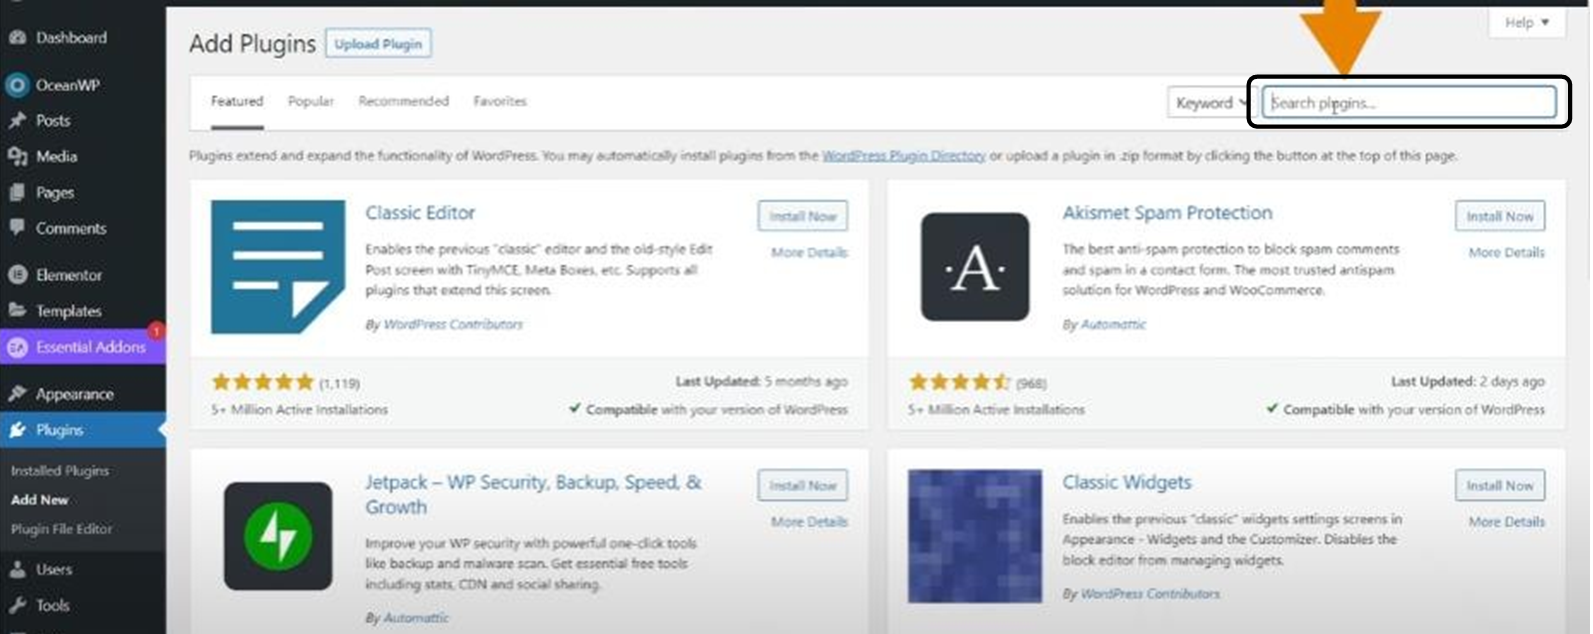 Dashboard
OceanWP
Posts
Media
Pages
Comments
Elementor
Templates
1
EA Essential Addons
Appearance
Plugins
Installed Plugins
Add New
Plugin File Editor
Users
Tools
Help
Add Plugins Upload Plugin
Featured Popular Recommended Favorites Keyword Search plugins...
Plugins extend and expand the functionality of WordPress. You may automatically install plugins from the WordPress Plugin Directory or upload a plugin in .zip format by clicking the button at the top of this page.
Classic Editor
Install Now
More Details
Enables the previous "classic" editor and the old-style Edit
Post screen with TinyMCE, Meta Boxes, etc. Supports all
plugins that extend this screen.
By WordPress Contributors
(1,119)
Last Updated: 5 months ago
5+ Million Active Installations
Compatible with your version of WordPress
·A·
Akismet Spam Protection
Install Now
More Details
The best anti-spam protection to block spam comments
and spam in a contact form. The most trusted antispam
solution for WordPress and WooCommerce.
By Automattic
(968)
Last Updated: 2 days ago
5+ Million Active Installations
Compatible with your version of WordPress
Jetpack – WP Security, Backup, Speed, &
Growth
Install Now
More Details
Improve your WP security with powerful one-click tools
like backup and malware scan. Get essential free tools
including stats, CDN and social sharing.
By Automattic
Classic Widgets
Install Now
More Details
Enables the previous "classic" widgets settings screens in
Appearance - Widgets and the Customizer. Disables the
block editor from managing widgets.
By WordPress Contributors